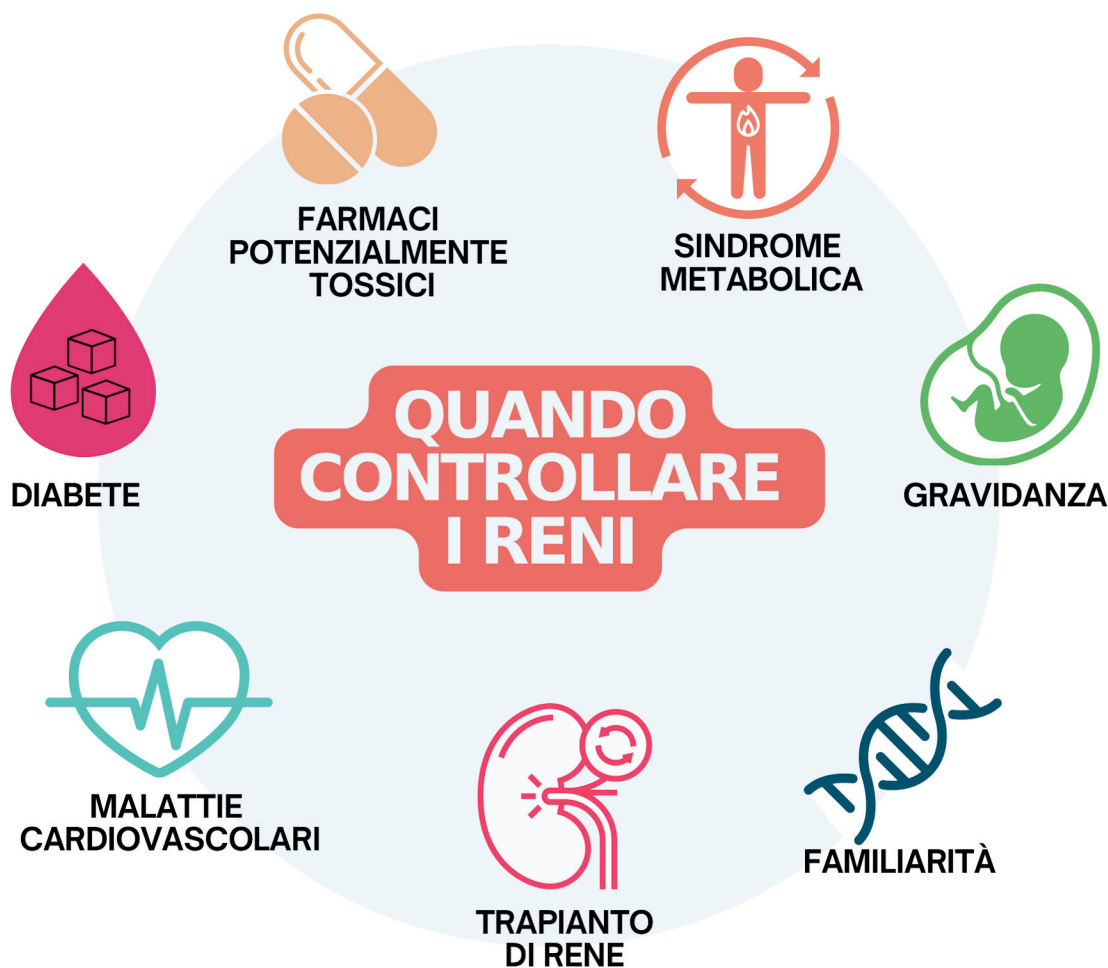 FARMACI
POTENZIALMENTE
TOSSICI
SINDROME
METABOLICA
DIABETE
QUANDO
CONTROLLARE
I RENI
GRAVIDANZA
MALATTIE
CARDIOVASCOLARI
FAMILIARITÀ
TRAPIANTO
DI RENE